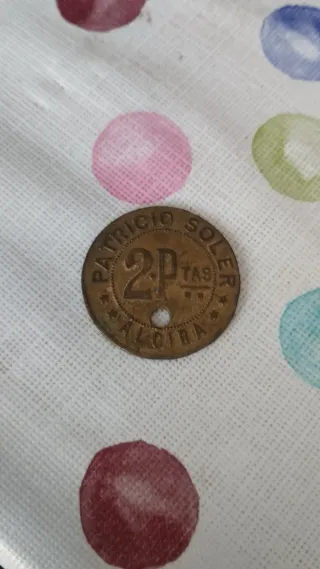 PATRICIO SOLER
2 PTAS
ALCIRA